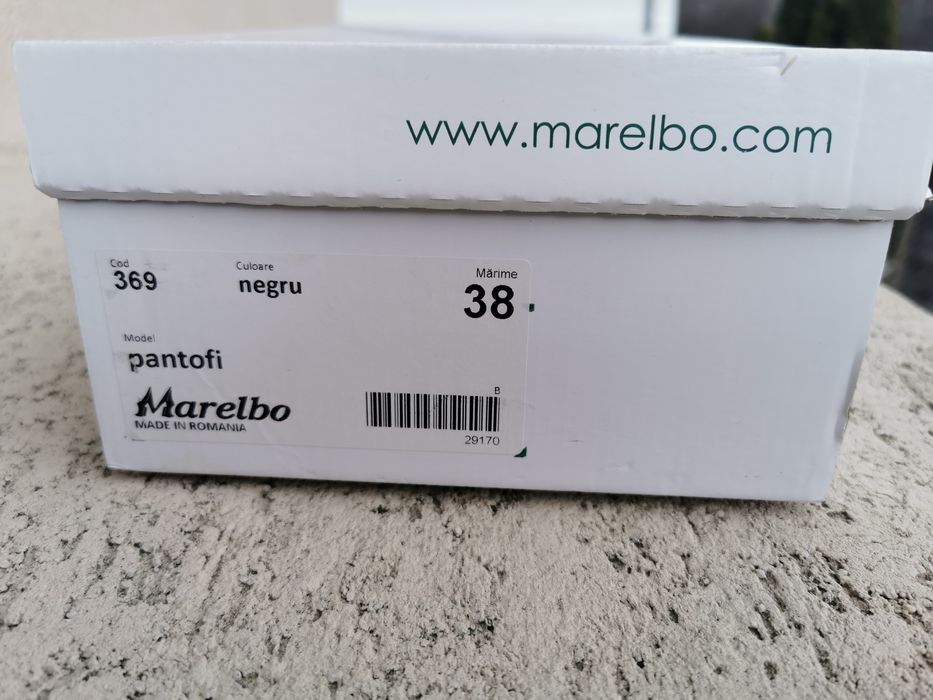 www.marelbo.com
Cod
369
Culoare
negru
Mărime
38
Model
pantofi
Marelbo
MADE IN ROMANIA
B
29170